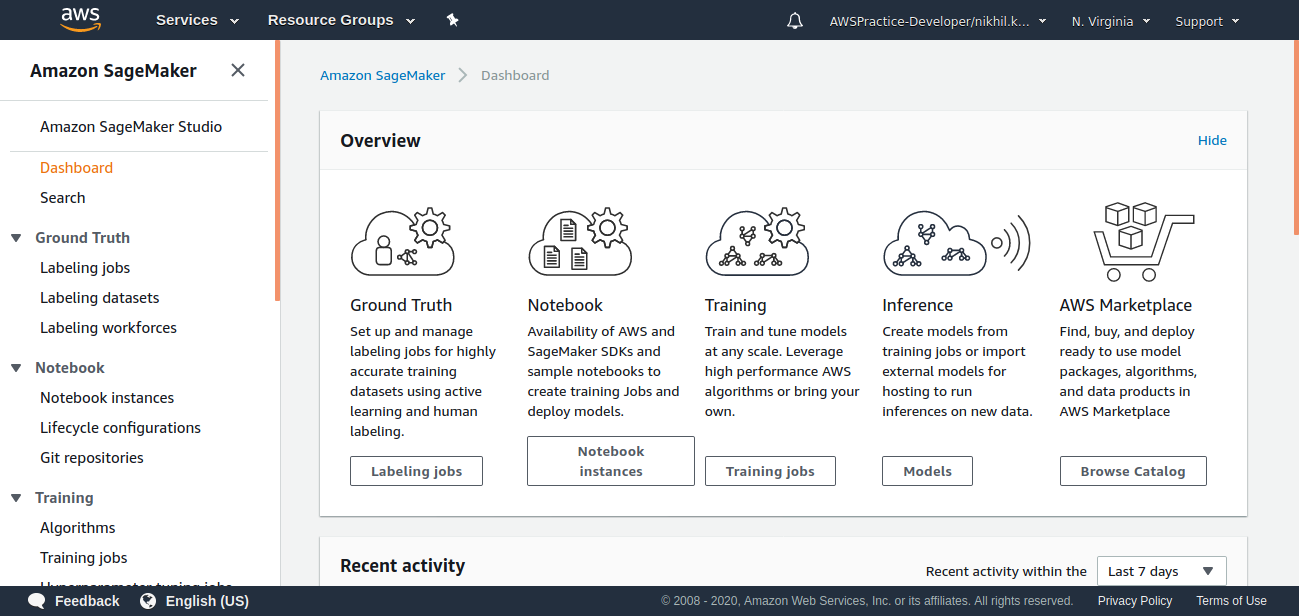 aws
Services
Resource Groups
AWSPractice-Developer/nikhil.k...
N. Virginia
Support
Amazon SageMaker
Amazon SageMaker Studio
Dashboard
Search
Ground Truth
Labeling jobs
Labeling datasets
Labeling workforces
Notebook
Notebook instances
Lifecycle configurations
Git repositories
Training
Algorithms
Training jobs
Hyperparameter tuning jobs
Amazon SageMaker
Dashboard
Overview
Hide
Ground Truth
Set up and manage
labeling jobs for highly
accurate training
datasets using active
learning and human
labeling.
Labeling jobs
Notebook
Availability of AWS and
SageMaker SDKs and
sample notebooks to
create training Jobs and
deploy models.
Notebook
instances
Training
Train and tune models
at any scale. Leverage
high performance AWS
algorithms or bring your
own.
Training jobs
Inference
Create models from
training jobs or import
external models for
hosting to run
inferences on new data.
Models
AWS Marketplace
Find, buy, and deploy
ready to use model
packages, algorithms,
and data products in
AWS Marketplace
Browse Catalog
Recent activity
Recent activity within the
Last 7 days
Feedback
English (US)
© 2008 - 2020, Amazon Web Services, Inc. or its affiliates. All rights reserved.
Privacy Policy
Terms of Use